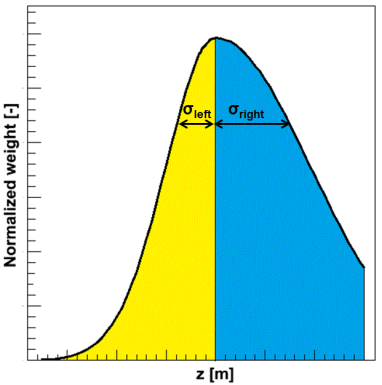 σleft
σright
Normalized weight [-]
z [m]